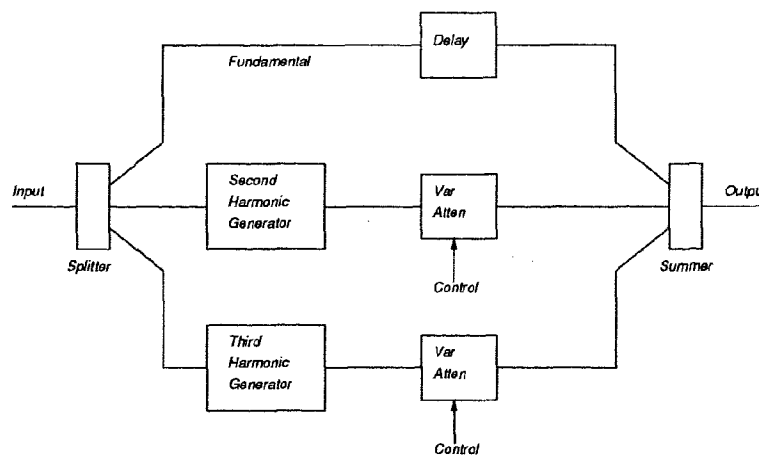 Delay
Fundamental
Input
Second
Harmonic
Generator
Var
Atten
Output
Splitter
Summer
Control
Third
Harmonic
Generator
Var
Atten
Control